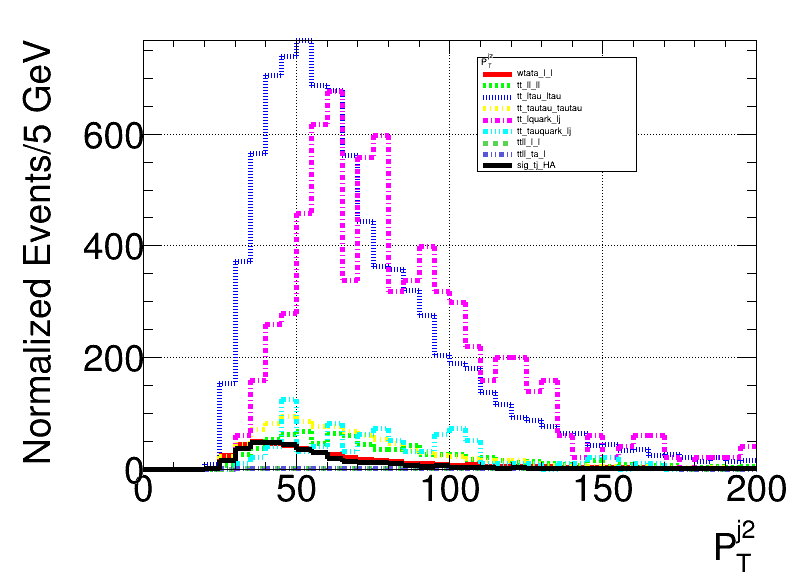 Normalized Events/5 GeV
600
400
200
0
0 50 100 150 200
P_T^{j2}
P_T^{j2}
wtata_l_l
tt_ll_ll
tt_ltau_ltau
tt_tautau_tautau
tt_lquark_lj
tt_tauquark_lj
ttll_l_l
ttll_ta_l
sig_tj_HA